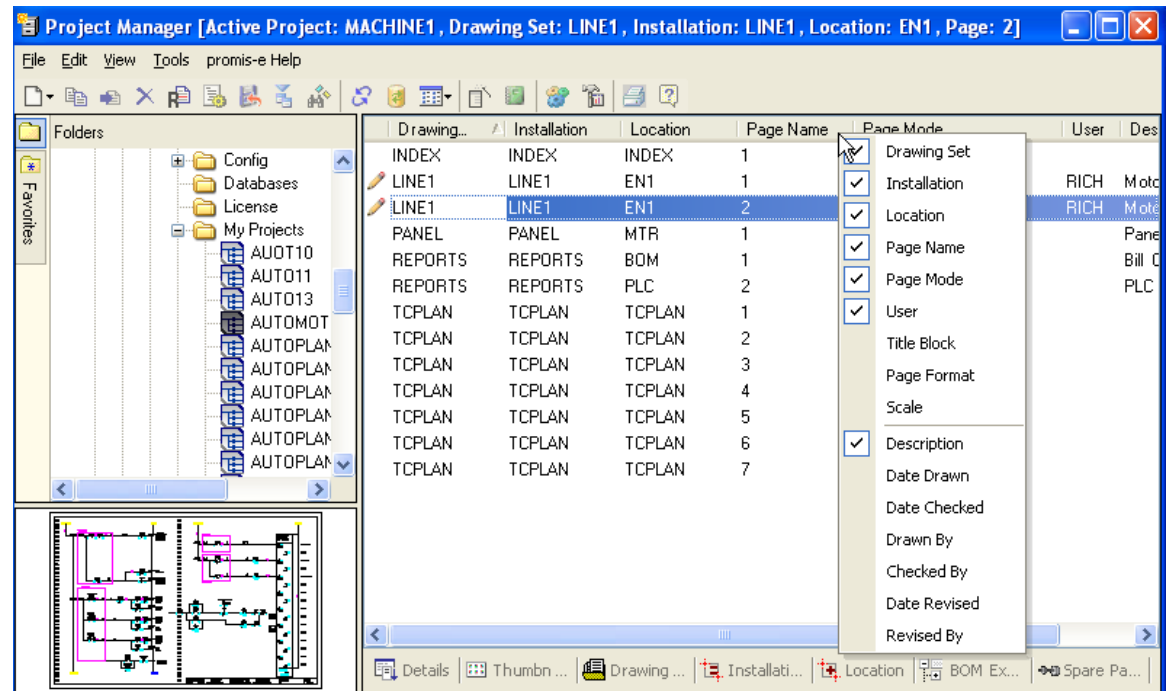 Project Manager [Active Project: MACHINE1, Drawing Set: LINE1, Installation: LINE1, Location: EN1, Page: 2]
File Edit View Tools promis-e Help
Folders
Favorites
Config
Databases
License
My Projects
AUOT10
AUTO11
AUTO13
AUTOMOT
AUTOPLAN
AUTOPLAN
AUTOPLAN
AUTOPLAN
AUTOPLAN
AUTOPLAN
Drawing... Installation Location Page Name Page Mode User Des
INDEX INDEX INDEX 1
LINE1 LINE1 EN1 1 RICH Moto
LINE1 LINE1 EN1 2 RICH Moto
PANEL PANEL MTR 1 Pane
REPORTS REPORTS BOM 1 Bill O
REPORTS REPORTS PLC 2 PLC
TCPLAN TCPLAN TCPLAN 1
TCPLAN TCPLAN TCPLAN 2
TCPLAN TCPLAN TCPLAN 3
TCPLAN TCPLAN TCPLAN 4
TCPLAN TCPLAN TCPLAN 5
TCPLAN TCPLAN TCPLAN 6
TCPLAN TCPLAN TCPLAN 7
Drawing Set
Installation
Location
Page Name
Page Mode
User
Title Block
Page Format
Scale
Description
Date Drawn
Date Checked
Drawn By
Checked By
Date Revised
Revised By
Details Thumbn ... Drawing ... Installati... Location BOM Ex... Spare Pa...